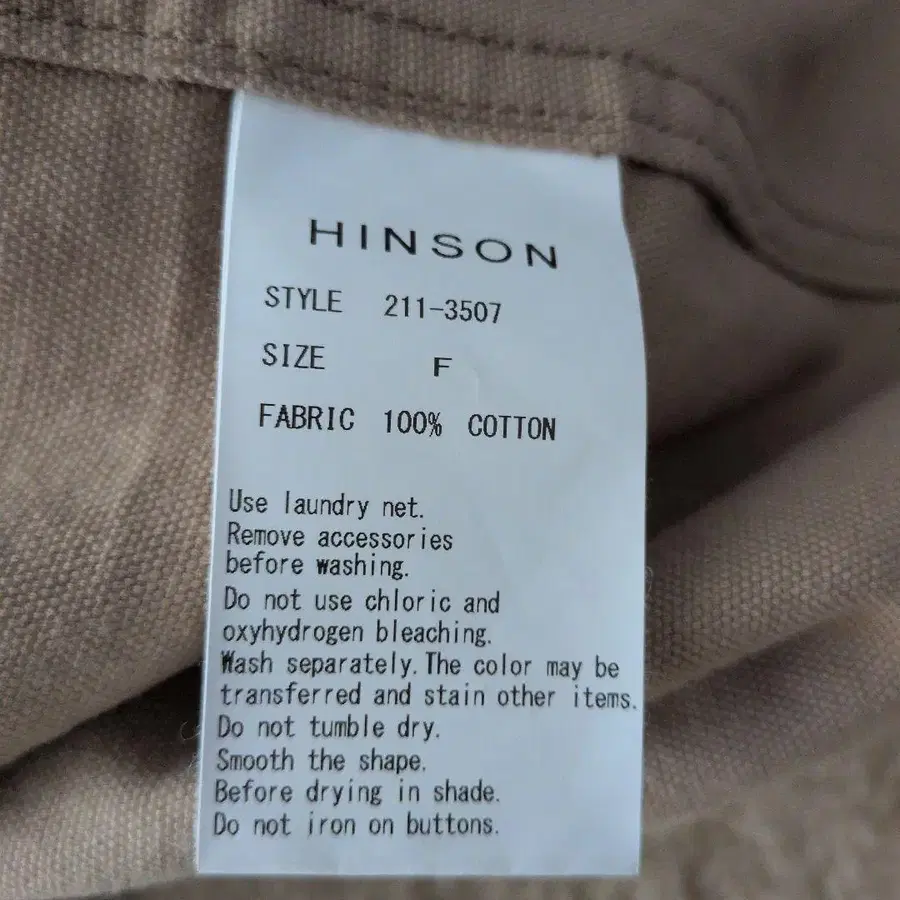 HINSON
STYLE 211-3507
SIZE F
FABRIC 100% COTTON
Use laundry net.
Remove accessories
before washing.
Do not use chloric and
oxyhydrogen bleaching.
Wash separately.The color may be
transferred and stain other items.
Do not tumble dry.
Smooth the shape.
Before drying in shade.
Do not iron on buttons.